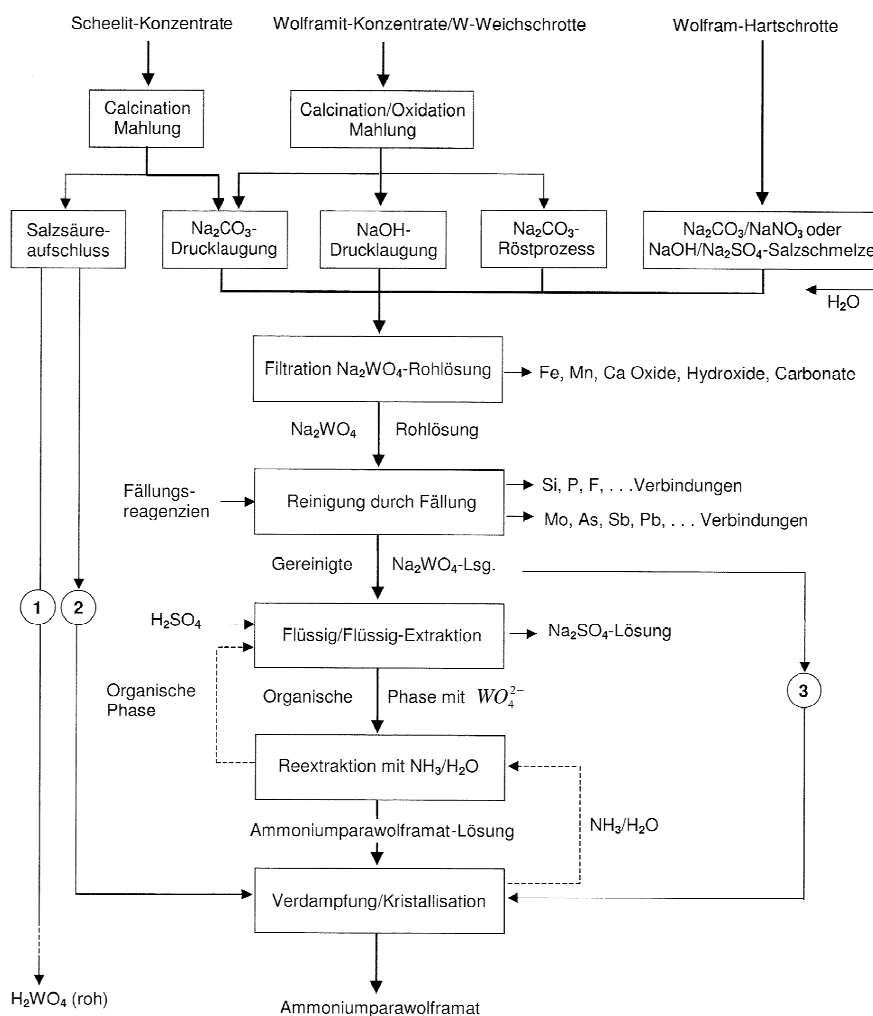 Scheelit-Konzentrate
Wolframit-Konzentrate/W-Weichschrotte
Wolfram-Hartschrotte
Calcination
Mahlung
Calcination/Oxidation
Mahlung
Salzsäure-
aufschluss
Na₂CO₃-
Drucklaugung
NaOH-
Drucklaugung
Na₂CO₃-
Röstprozess
Na₂CO₃/NaNO₃ oder
NaOH/Na₂SO₄-Salzschmelze
H₂O
Filtration Na₂WO₄-Rohlösung
Fe, Mn, Ca Oxide, Hydroxide, Carbonate
Na₂WO₄ Rohlösung
Fällungs-
reagenzien
Reinigung durch Fällung
Si, P, F, . . .Verbindungen
Mo, As, Sb, Pb, . . . Verbindungen
Gereinigte Na₂WO₄-Lsg.
1
2
H₂SO₄
Flüssig/Flüssig-Extraktion
Na₂SO₄-Lösung
Organische
Phase
Organische Phase mit WO₄²⁻
3
Reextraktion mit NH₃/H₂O
Ammoniumparawolframat-Lösung
NH₃/H₂O
Verdampfung/Kristallisation
H₂WO₄ (roh)
Ammoniumparawolframat